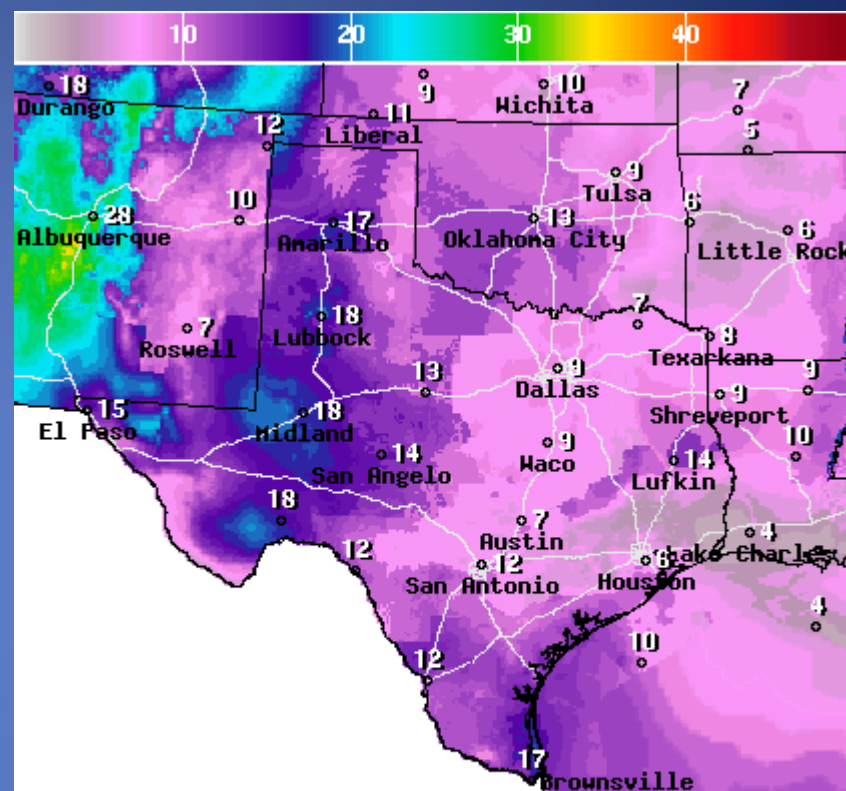 10 20 30 40
9 10 7
18 Wichita
Durango 11
Liberal
12 5
9
Tulsa
10 17 13 6 6
28
Albuquerque Amarillo Oklahoma City Little Rock
18 7
7 Lubbock 8
Roswell Texarkana
13 9 9
Dallas 9
15 18 Shreveport
El Paso Midland
9 10
14 Waco 14
San Angelo Lufkin
18 7 4
Austin
12 12 6 Lake Charles
San Antonio Houston
4
10
12
17
Brownsville